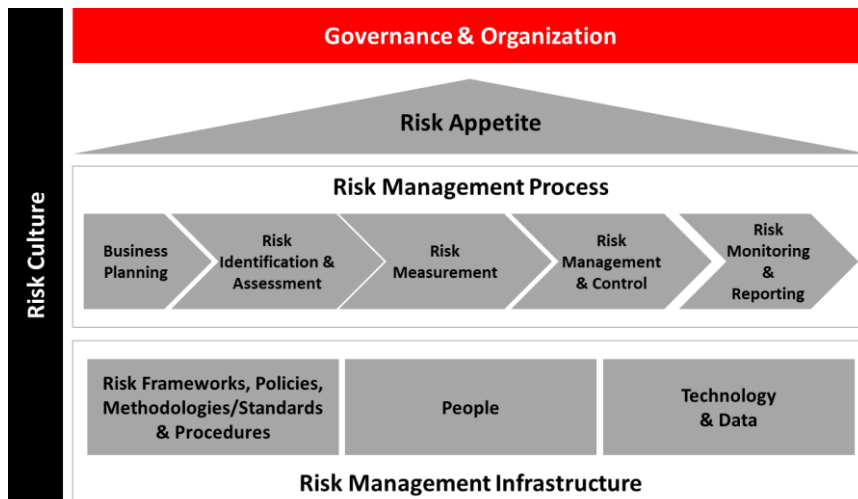 Governance & Organization
Risk Culture
Risk Appetite
Risk Management Process
Business
Planning
Risk
Identification &
Assessment
Risk
Measurement
Risk
Management
& Control
Risk
Monitoring
&
Reporting
Risk Frameworks, Policies,
Methodologies/Standards
& Procedures
People
Technology
& Data
Risk Management Infrastructure